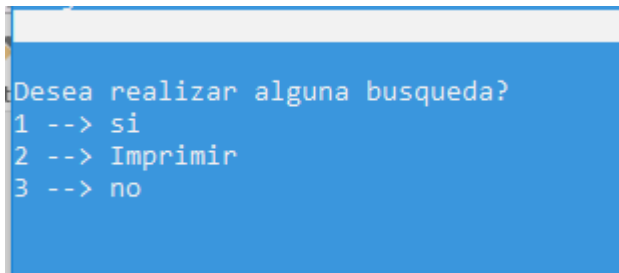 Desea realizar alguna busqueda?
1 --> si
2 --> Imprimir
3 --> no